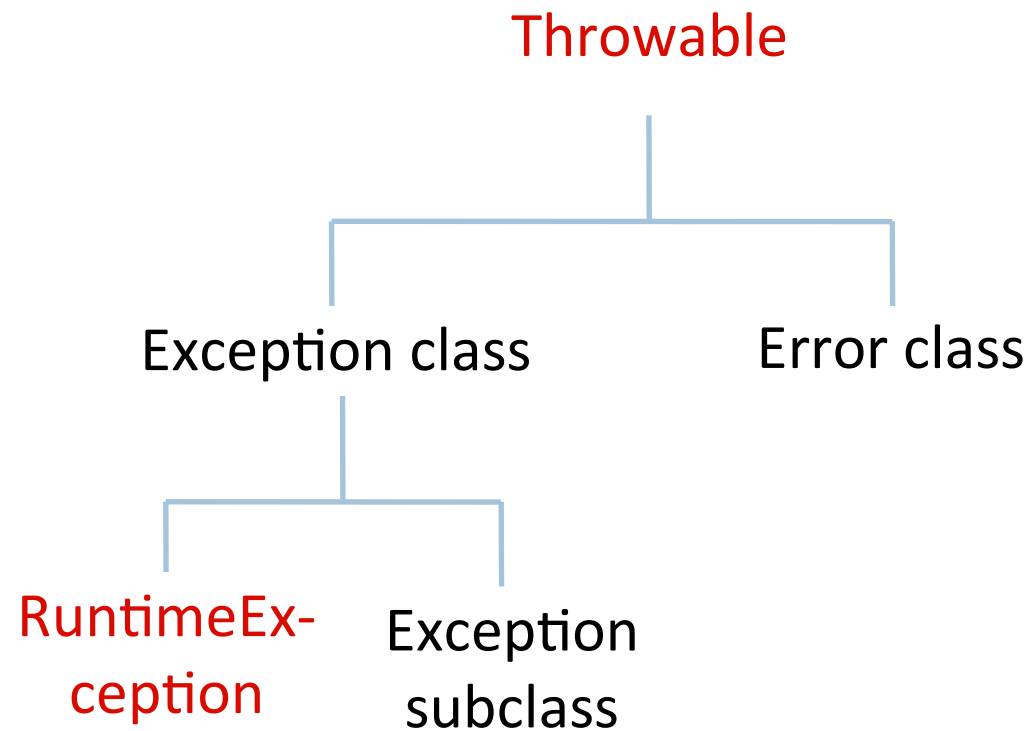 Throwable
Exception class
Error class
RuntimeEx-
ception
Exception
subclass